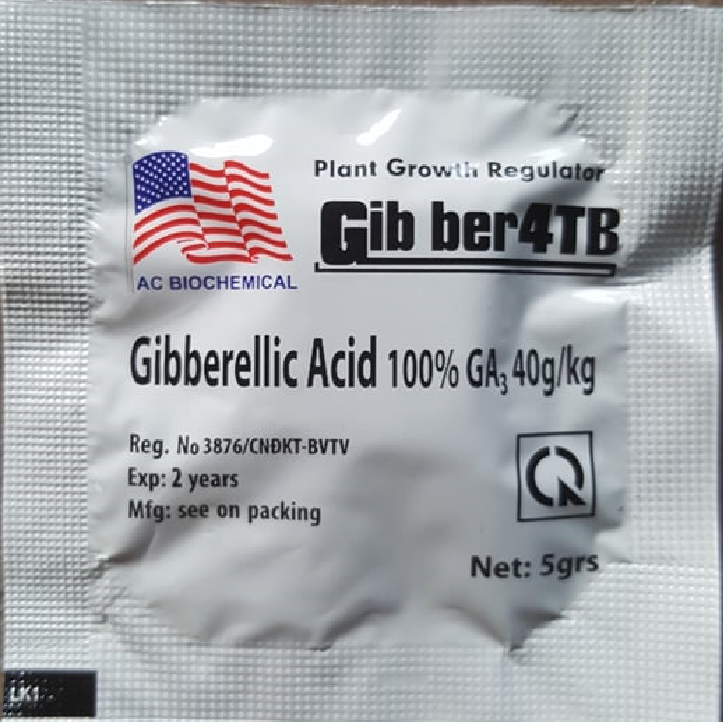 Plant Growth Regulator
Gib ber4TB
AC BIOCHEMICAL
Gibberellic Acid 100% GA₃ 40g/kg
Reg. No 3876/CNĐKT-BVTV
Exp: 2 years
Mfg: see on packing
Net: 5grs
LK1